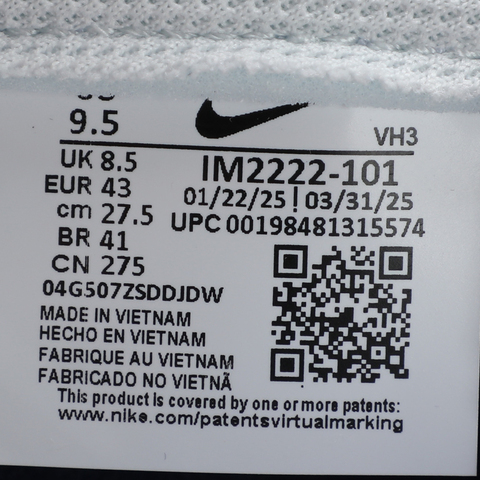 9.5
VH3
UK 8.5
EUR 43
cm 27.5
BR 41
CN 275
IM2222-101
01/22/25 | 03/31/25
UPC 00198481315574
04G507ZSDDJDW
MADE IN VIETNAM
HECHO EN VIETNAM
FABRIQUE AU VIETNAM
FABRICADO NO VIETNÃ
This product is covered by one or more patents:
www.nike.com/patentsvirtualmarking